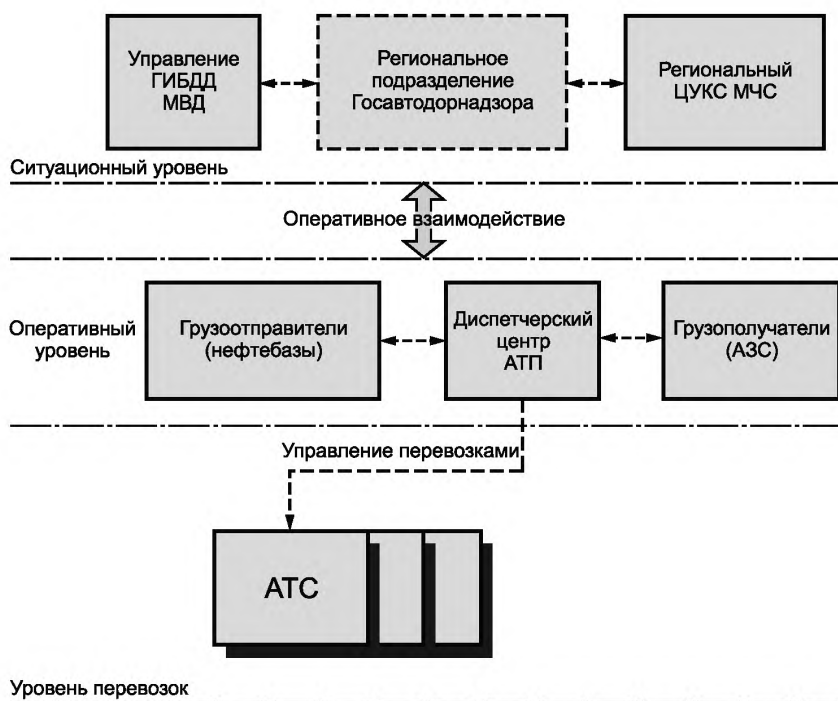 Управление
ГИБДД
МВД
Региональное
подразделение
Госавтодорнадзора
Региональный
ЦУКС МЧС
Ситуационный уровень
Оперативное взаимодействие
Оперативный
уровень
Грузоотправители
(нефтебазы)
Диспетчерский
центр
АТП
Грузополучатели
(АЗС)
Управление перевозками
АТС
Уровень перевозок